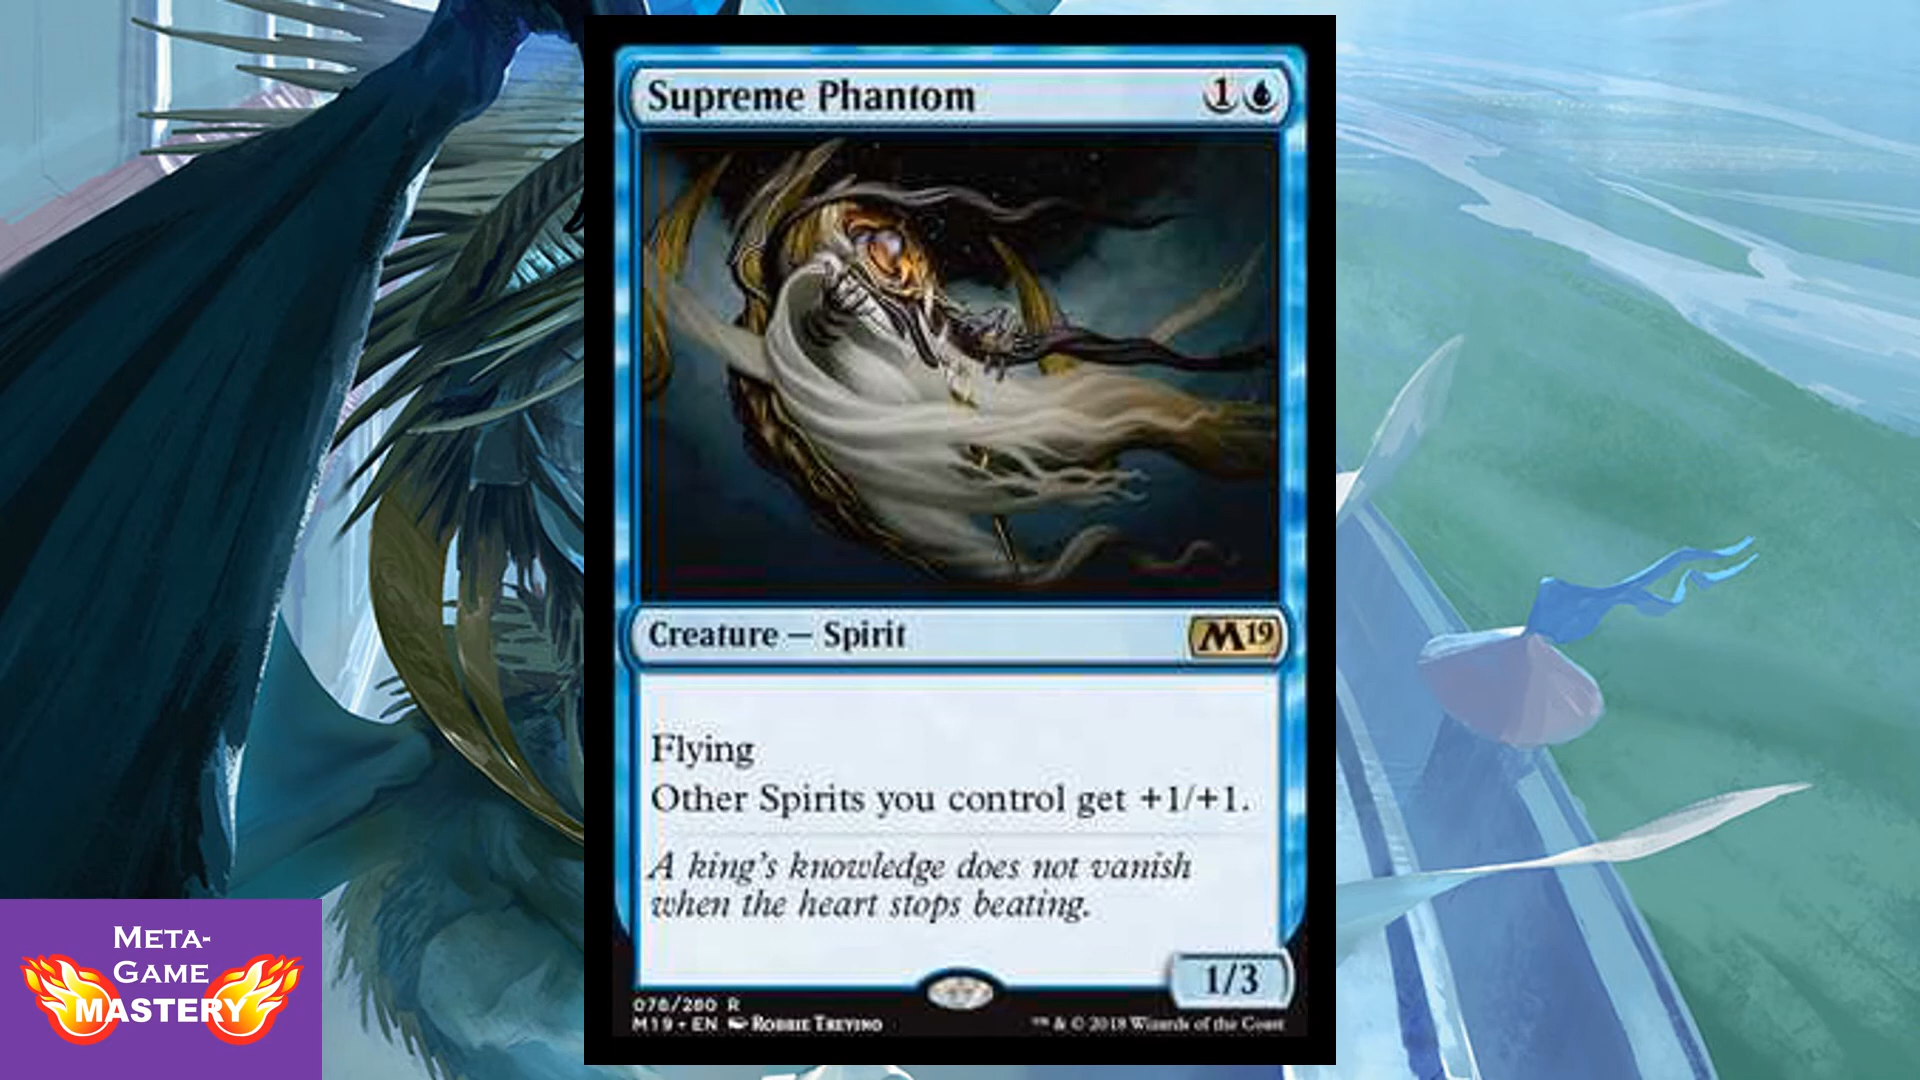 Supreme Phantom 1
Creature — Spirit M19
Flying
Other Spirits you control get +1/+1.
A king's knowledge does not vanish
when the heart stops beating.
1/3
076/280 R
M19 • EN Robbie Trevino ™ & © 2018 Wizards of the Coast
META-
GAME
MASTERY